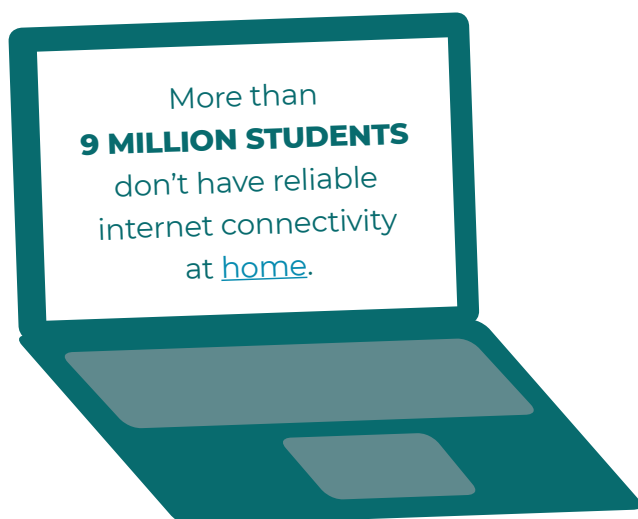 More than
9 MILLION STUDENTS
don’t have reliable
internet connectivity
at home.